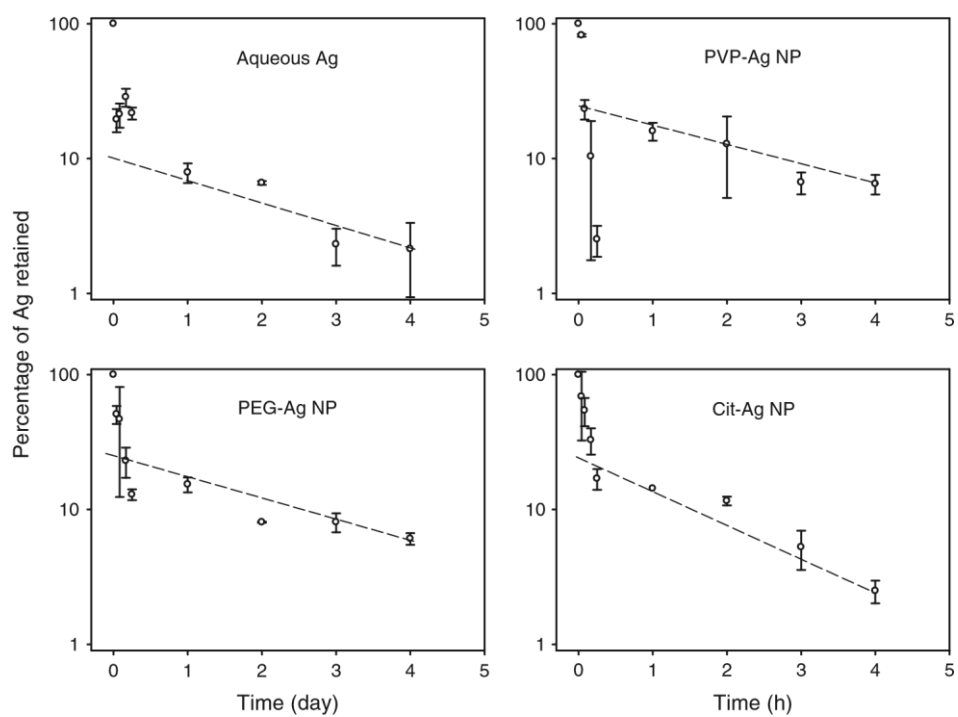 Percentage of Ag retained
100
10
1
Aqueous Ag
0 1 2 3 4 5
100
10
1
PVP-Ag NP
0 1 2 3 4 5
100
10
1
PEG-Ag NP
0 1 2 3 4 5
Time (day)
100
10
1
Cit-Ag NP
0 1 2 3 4 5
Time (h)